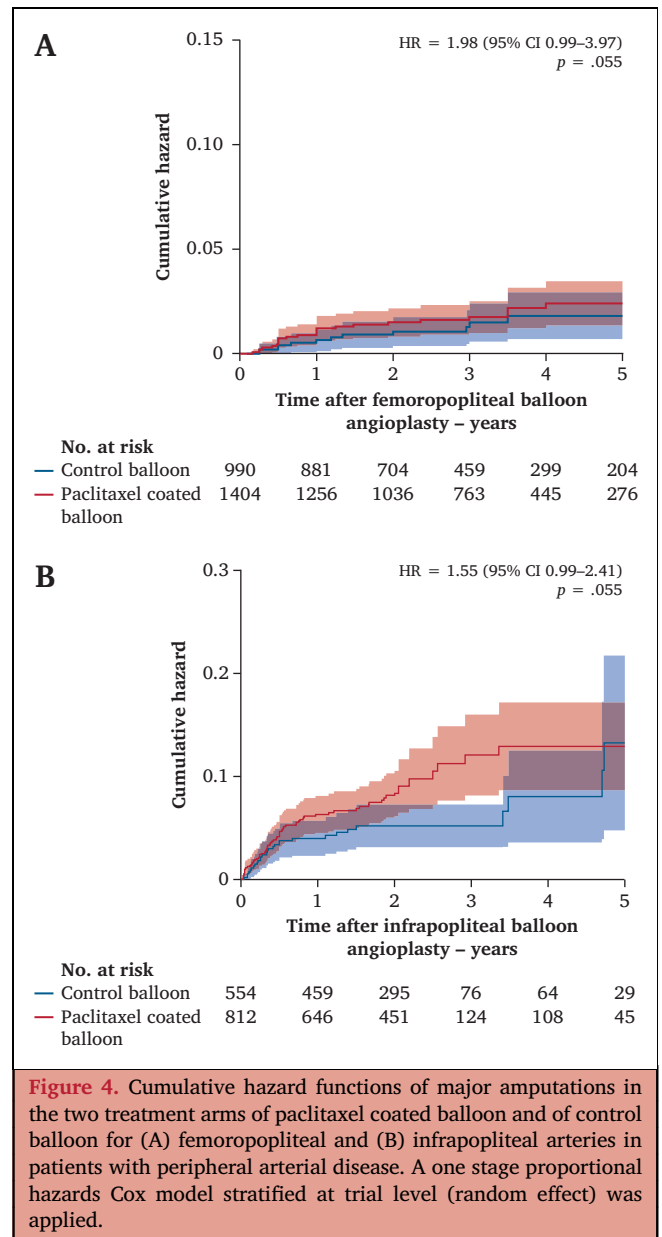 A
HR = 1.98 (95% CI 0.99–3.97)
p = .055
Cumulative hazard
0.15
0.10
0.05
0
0 1 2 3 4 5
Time after femoropopliteal balloon
angioplasty – years
No. at risk
Control balloon 990 881 704 459 299 204
Paclitaxel coated 1404 1256 1036 763 445 276
balloon
B
HR = 1.55 (95% CI 0.99–2.41)
p = .055
Cumulative hazard
0.3
0.2
0.1
0
0 1 2 3 4 5
Time after infrapopliteal balloon
angioplasty – years
No. at risk
Control balloon 554 459 295 76 64 29
Paclitaxel coated 812 646 451 124 108 45
balloon
Figure 4. Cumulative hazard functions of major amputations in
the two treatment arms of paclitaxel coated balloon and of control
balloon for (A) femoropopliteal and (B) infrapopliteal arteries in
patients with peripheral arterial disease. A one stage proportional
hazards Cox model stratified at trial level (random effect) was
applied.